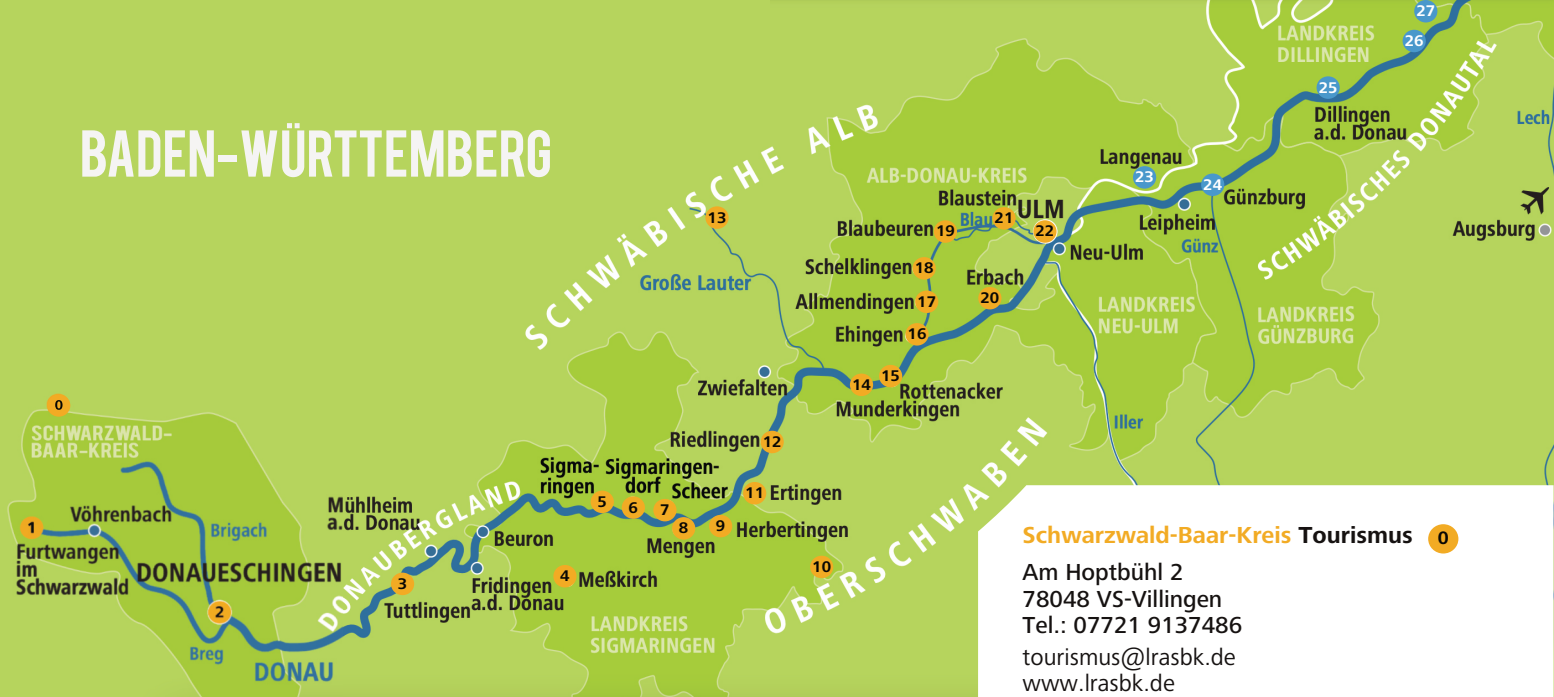 BADEN-WÜRTTEMBERG
SCHWÄBISCHE ALB
LANDKREIS
DILLINGEN
27
26
25
Dillingen
a.d. Donau
SCHWÄBISCHES DONAUTAL
Lech
Augsburg
ALB-DONAU-KREIS
Langenau
23
24
Günzburg
Leipheim
Günz
Blaustein
Blau
21
ULM
22
Neu-Ulm
Blaubeuren 19
Schelklingen 18
Allmendingen 17
Ehingen 16
Erbach
20
LANDKREIS
NEU-ULM
LANDKREIS
GÜNZBURG
Iller
13
Große Lauter
Zwiefalten
14
Munderkingen
15
Rottenacker
Riedlingen 12
11 Ertingen
OBERSCHWABEN
0
SCHWARZWALD-
BAAR-KREIS
1
Furtwangen
im
Schwarzwald
Vöhrenbach
Brigach
DONAUESCHINGEN
2
Breg
DONAU
DONAUBERGLAND
Mühlheim
a.d. Donau
3
Tuttlingen
Beuron
Fridingen
a.d. Donau
4 Meßkirch
Sigma-
ringen
5
Sigmaringen-
dorf
6
Scheer
7
8
Mengen
9 Herbertingen
10
LANDKREIS
SIGMARINGEN
Schwarzwald-Baar-Kreis Tourismus 0
Am Hoptbühl 2
78048 VS-Villingen
Tel.: 07721 9137486
tourismus@lrasbk.de
www.lrasbk.de